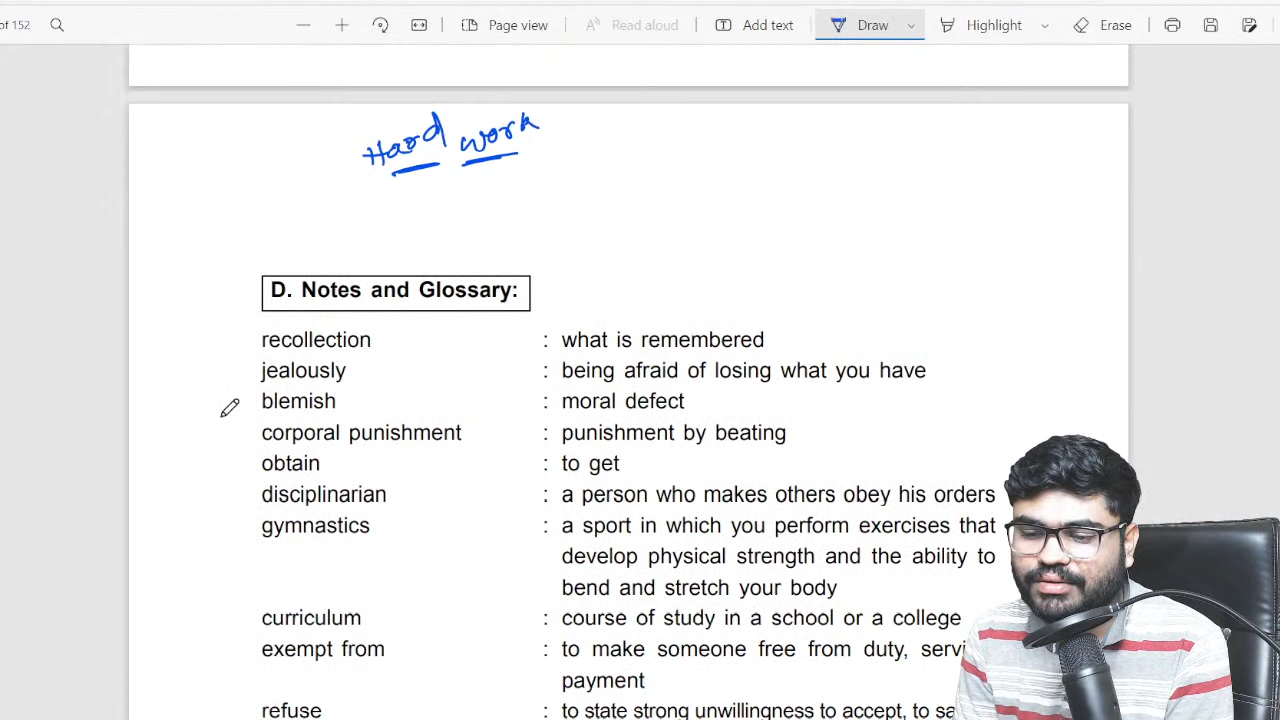 of 152
Page view
Read aloud
Add text
Draw
Highlight
Erase
Hard work
D. Notes and Glossary:
recollection : what is remembered
jealously : being afraid of losing what you have
blemish : moral defect
corporal punishment : punishment by beating
obtain : to get
disciplinarian : a person who makes others obey his orders
gymnastics : a sport in which you perform exercises that
develop physical strength and the ability to
bend and stretch your body
curriculum : course of study in a school or a college
exempt from : to make someone free from duty,
payment
refuse : to state strong unwillingness to accept, to